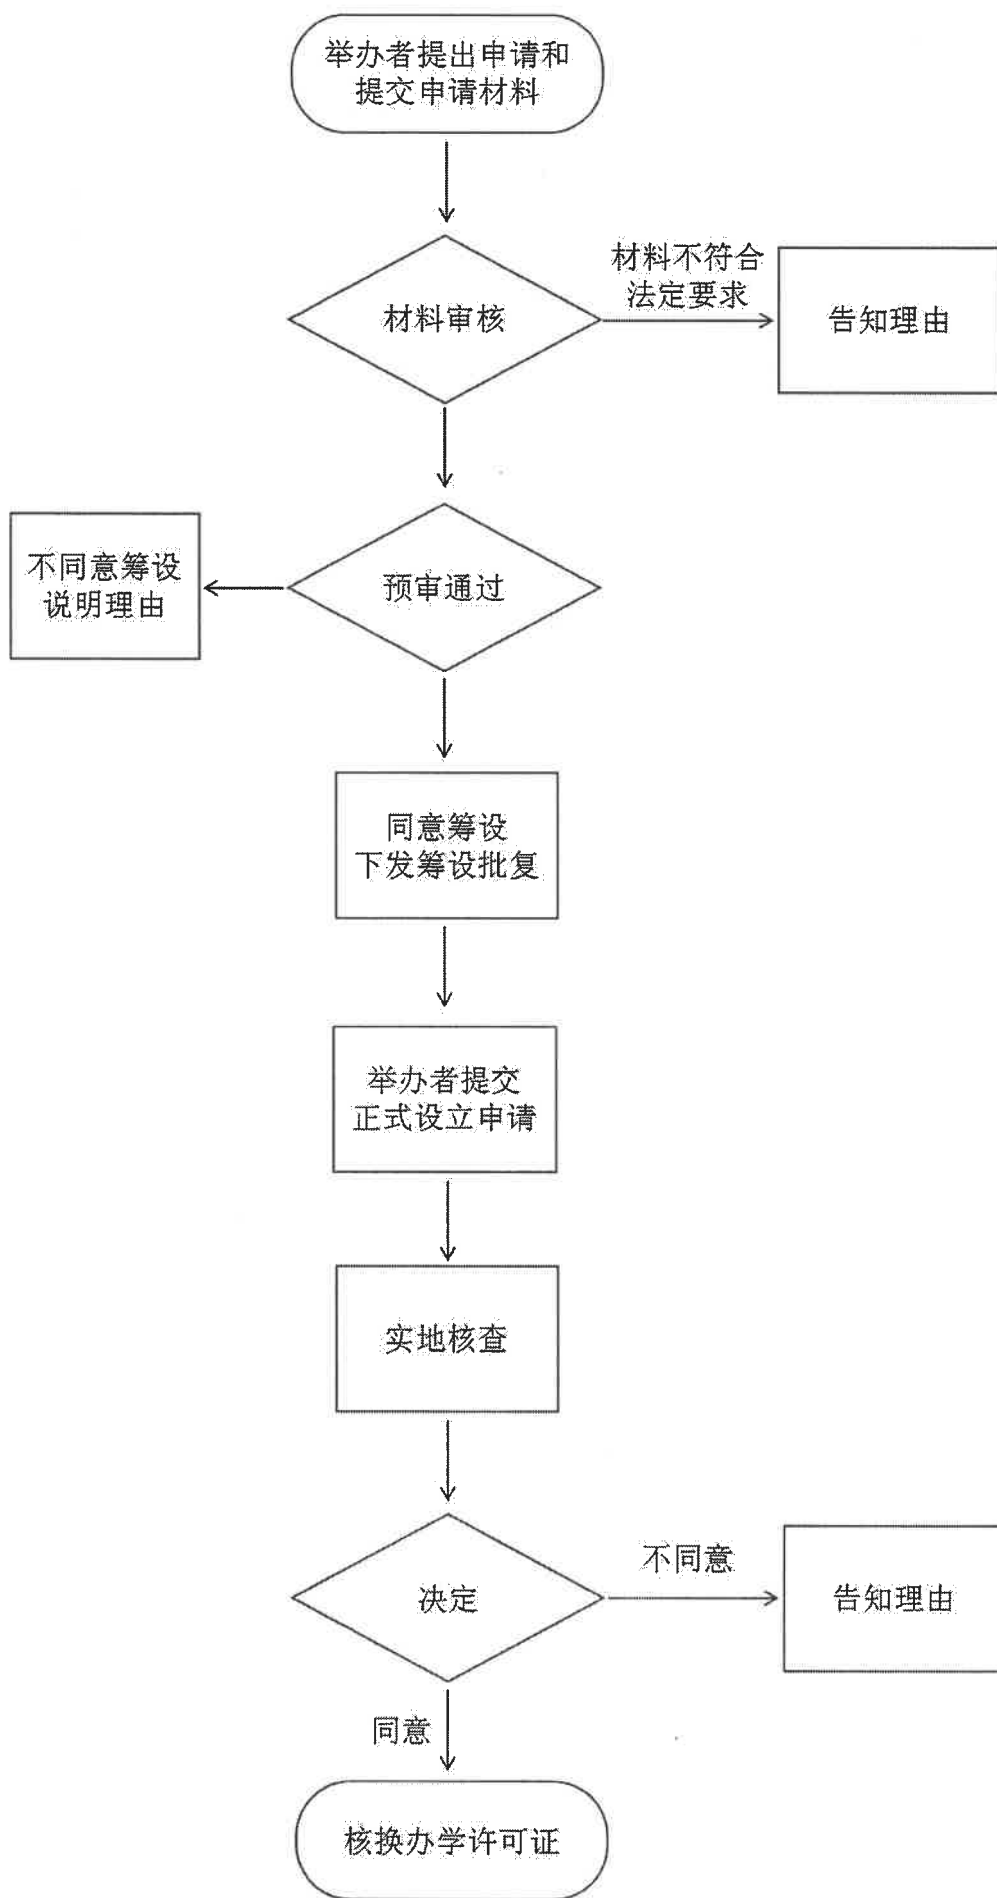 举办者提出申请和
提交申请材料
材料审核
材料不符合
法定要求
告知理由
预审通过
不同意筹设
说明理由
同意筹设
下发筹设批复
举办者提交
正式设立申请
实地核查
决定
不同意
告知理由
同意
核换办学许可证